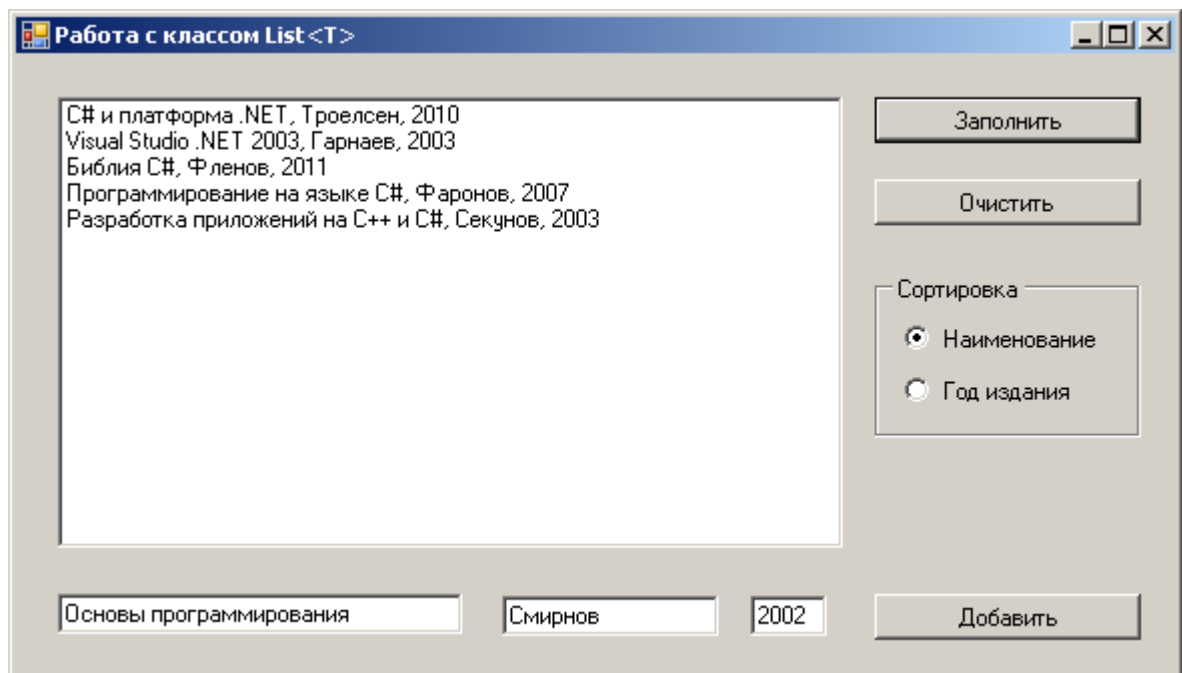 Работа с классом List<T>
C# и платформа .NET, Троелсен, 2010
Visual Studio .NET 2003, Гарнаев, 2003
Библия C#, Фленов, 2011
Программирование на языке C#, Фаронов, 2007
Разработка приложений на C++ и C#, Секунов, 2003
Заполнить
Очистить
Сортировка
Наименование
Год издания
Основы программирования
Смирнов
2002
Добавить